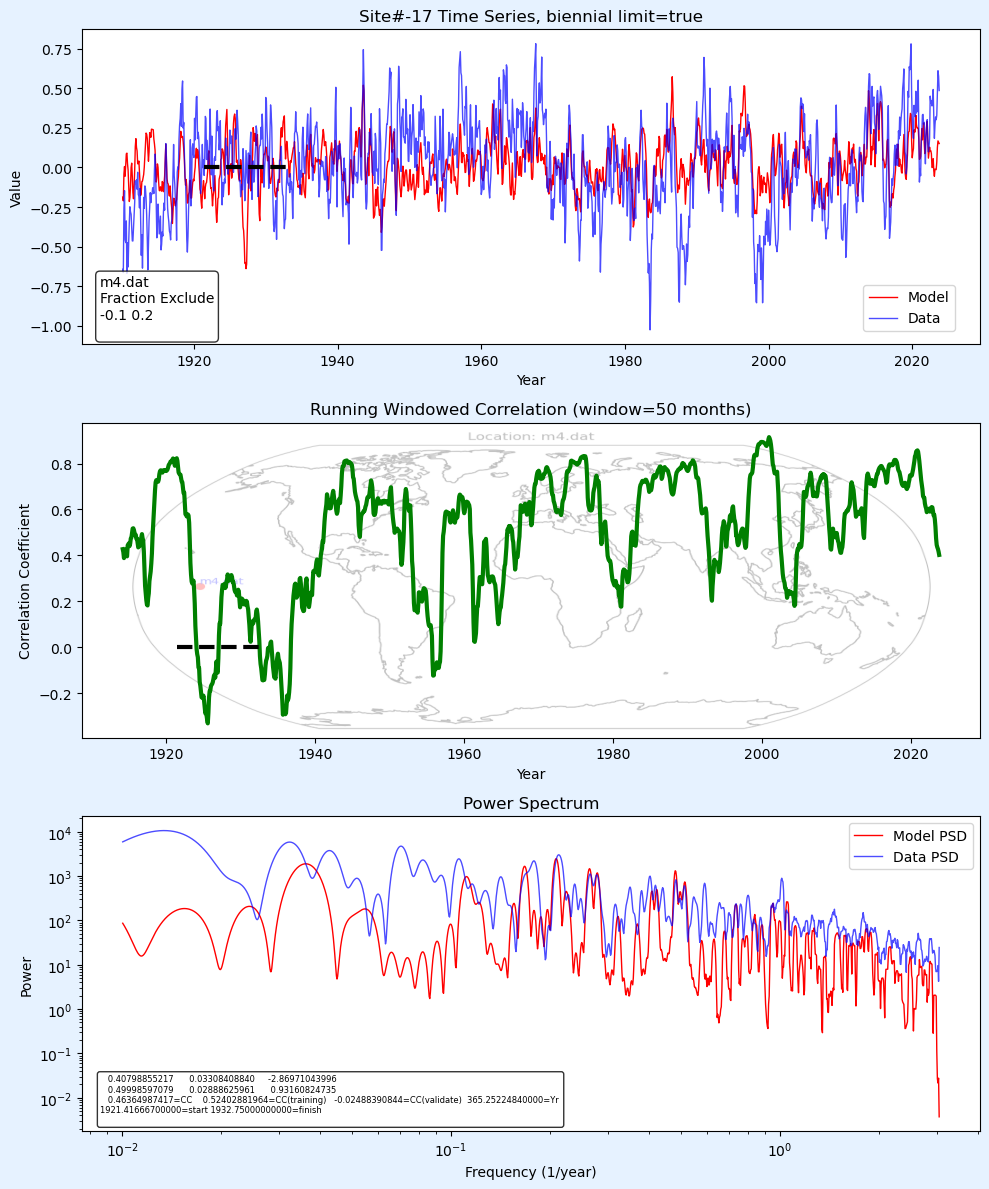 Site#-17 Time Series, biennial limit=true
Value
0.75
0.50
0.25
0.00
−0.25
−0.50
−0.75
−1.00
m4.dat
Fraction Exclude
-0.1 0.2
Model
Data
1920 1940 1960 1980 2000 2020
Year
Running Windowed Correlation (window=50 months)
Location: m4.dat
Correlation Coefficient
0.8
0.6
0.4
0.2
0.0
−0.2
m4.dat
1920 1940 1960 1980 2000 2020
Year
Power Spectrum
Power
10^4
10^3
10^2
10^1
10^0
10^−1
10^−2
Model PSD
Data PSD
0.40798855217 0.03308408840 -2.86971043996
0.49998597079 0.02888625961 0.93160824735
0.46364987417=CC 0.52402881964=CC(training) -0.02488390844=CC(validate) 365.25224840000=Yr
1921.41666700000=start 1932.75000000000=finish
10^−2 10^−1 10^0
Frequency (1/year)